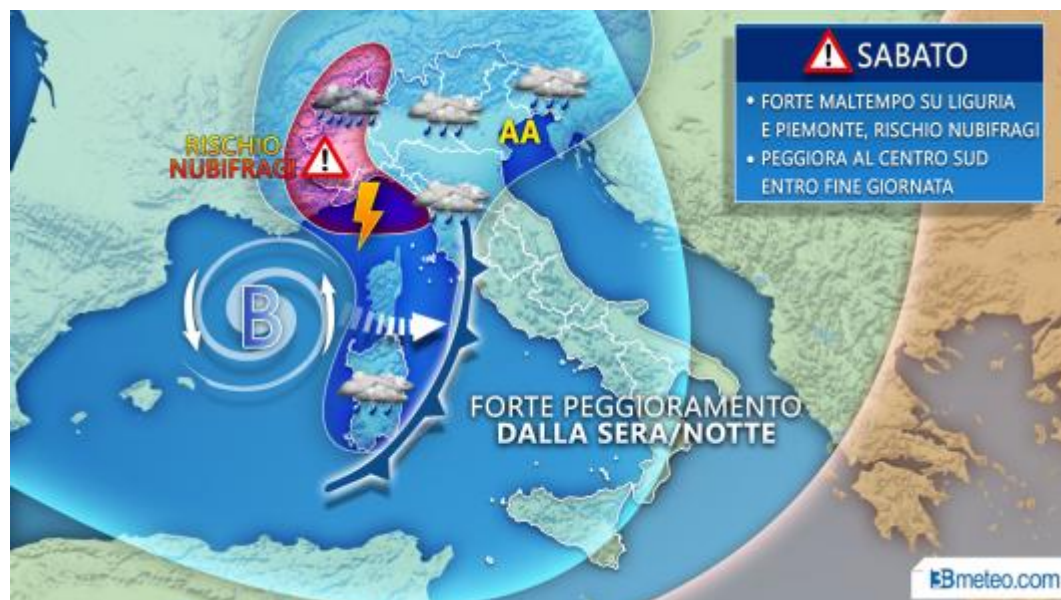 SABATO
• FORTE MALTEMPO SU LIGURIA
E PIEMONTE, RISCHIO NUBIFRAGI
• PEGGIORA AL CENTRO SUD
ENTRO FINE GIORNATA
AA
RISCHIO
NUBIFRAGI
B
FORTE PEGGIORAMENTO
DALLA SERA/NOTTE
3Bmeteo.com